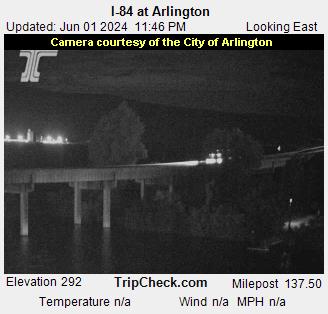 I-84 at Arlington
Updated: Jun 01 2024 11:46 PM Looking East
Camera courtesy of the City of Arlington
Elevation 292 TripCheck.com Milepost 137.50
Temperature n/a Wind n/a MPH n/a